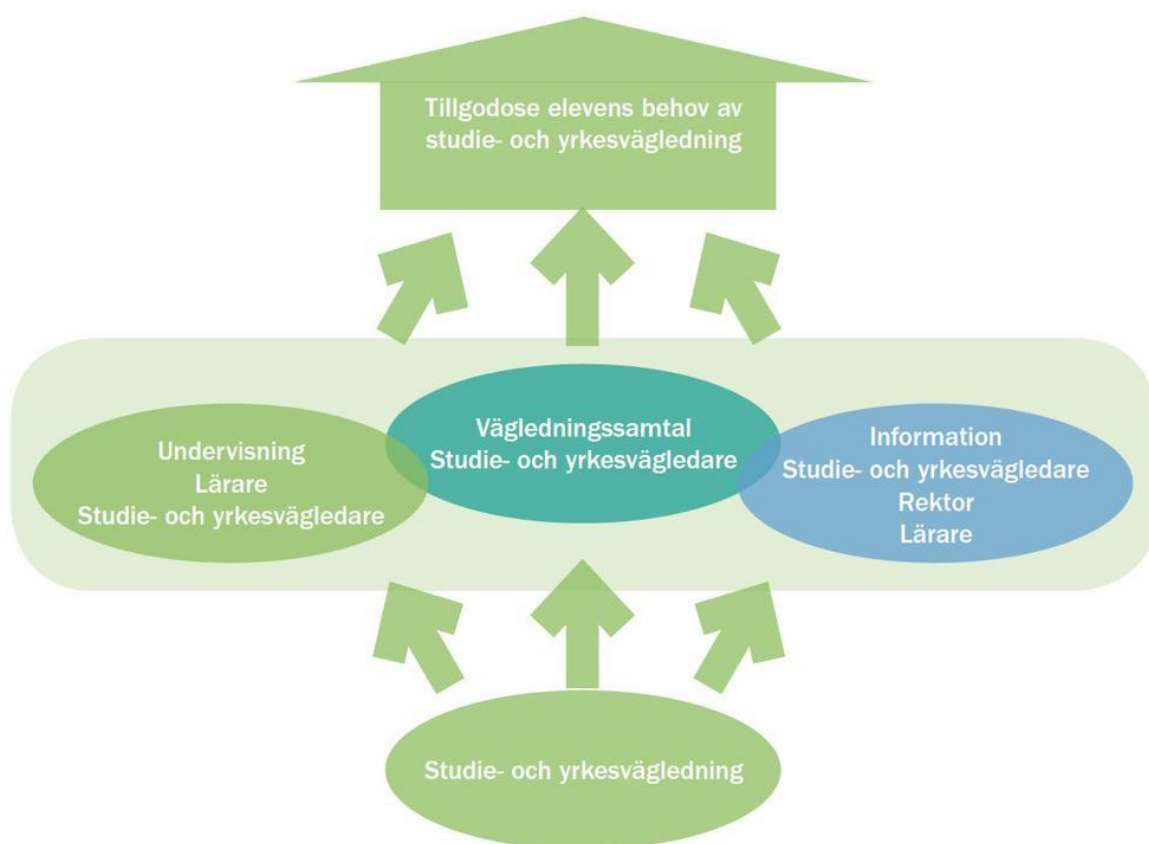 Tillgodose elevens behov av
studie- och yrkesvägledning
Undervisning
Lärare
Studie- och yrkesvägledare
Vägledningssamtal
Studie- och yrkesvägledare
Information
Studie- och yrkesvägledare
Rektor
Lärare
Studie- och yrkesvägledning